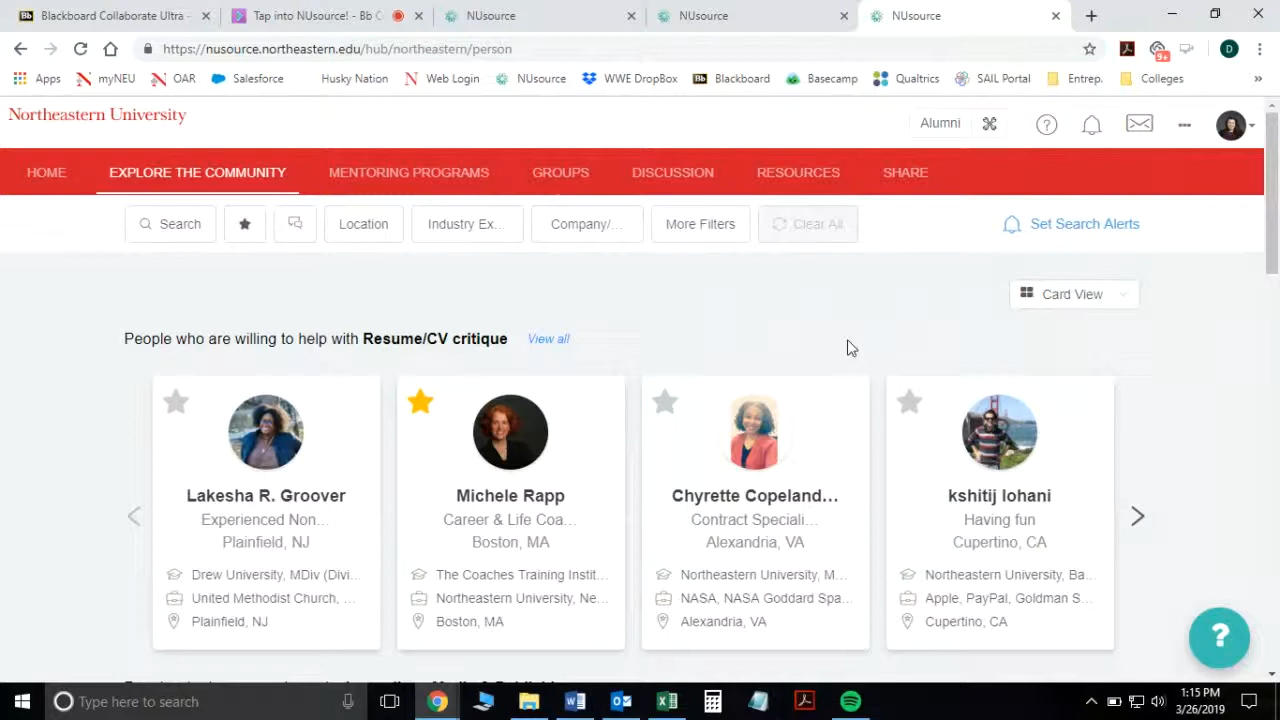 Blackboard Collaborate Ultra -
Tap into NUsource! - Bb C
NUsource
NUsource
NUsource
https://nusource.northeastern.edu/hub/northeastern/person
D
9+
Apps
myNEU
OAR
Salesforce
Husky Nation
Web Login
NUsource
WWE DropBox
Blackboard
Basecamp
Qualtrics
SAIL Portal
Entrep.
Colleges
»
Northeastern University
Alumni
HOME
EXPLORE THE COMMUNITY
MENTORING PROGRAMS
GROUPS
DISCUSSION
RESOURCES
SHARE
Search
Location
Industry Ex...
Company/...
More Filters
Clear All
Set Search Alerts
Card View
People who are willing to help with Resume/CV critique
View all
Lakesha R. Groover
Experienced Non...
Plainfield, NJ
Drew University, MDiv (Divi...
United Methodist Church, ...
Plainfield, NJ
Michele Rapp
Career & Life Coa...
Boston, MA
The Coaches Training Instit...
Northeastern University, Ne...
Boston, MA
Chyrette Copeland...
Contract Speciali...
Alexandria, VA
Northeastern University, M...
NASA, NASA Goddard Spa...
Alexandria, VA
kshitij lohani
Having fun
Cupertino, CA
Northeastern University, Ba...
Apple, PayPal, Goldman S...
Cupertino, CA
?
Type here to search
1:15 PM
3/26/2019